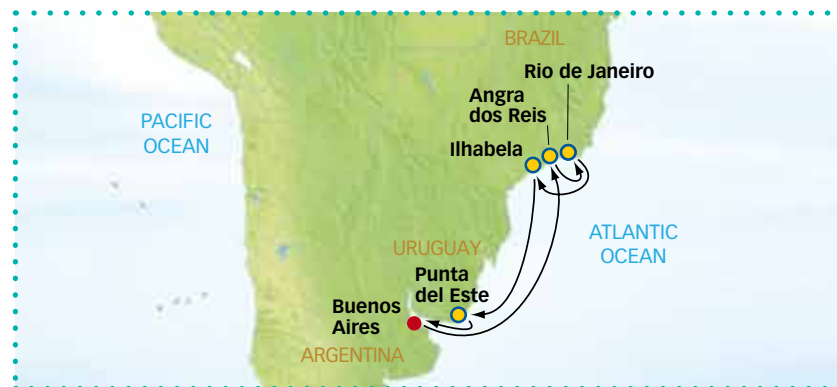 BRAZIL
Rio de Janeiro
Angra
dos Reis
Ilhabela
PACIFIC
OCEAN
ATLANTIC
OCEAN
URUGUAY
Punta
del Este
Buenos
Aires
ARGENTINA